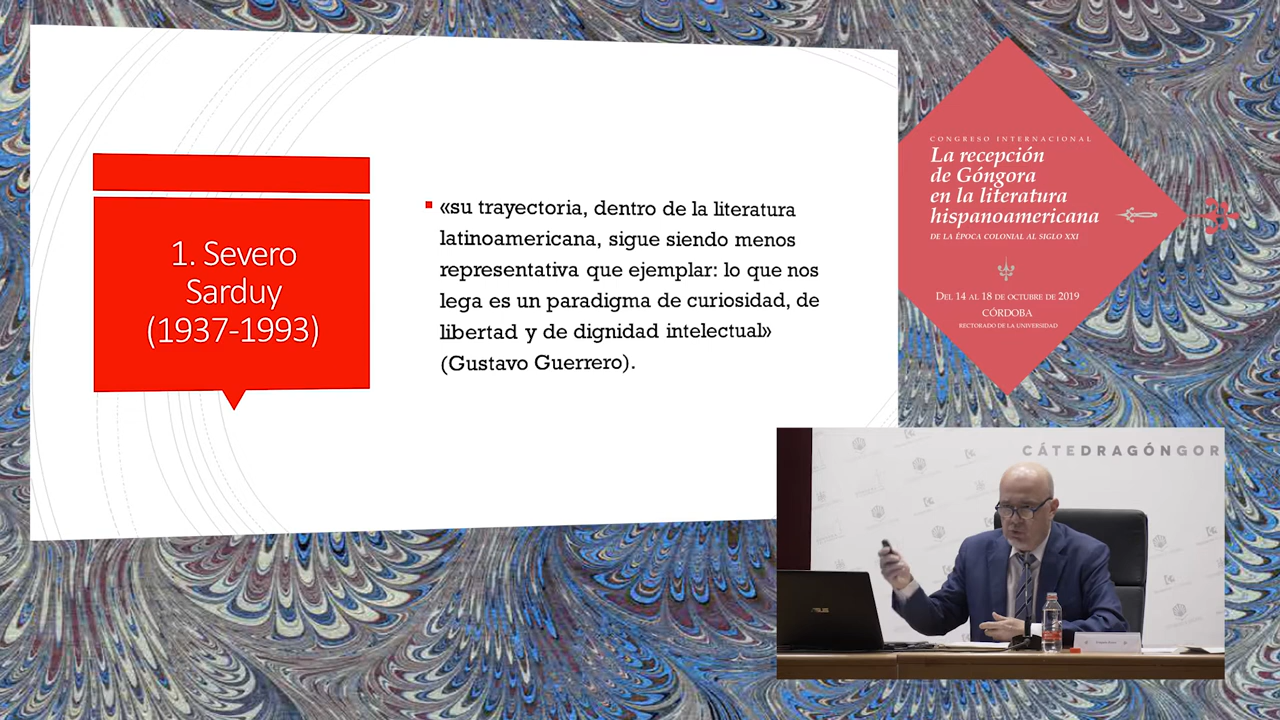 1. Severo
Sarduy
(1937-1993)
«su trayectoria, dentro de la literatura
latinoamericana, sigue siendo menos
representativa que ejemplar: lo que nos
lega es un paradigma de curiosidad, de
libertad y de dignidad intelectual»
(Gustavo Guerrero).
CONGRESO INTERNACIONAL
La recepción
de Góngora
en la literatura
hispanoamericana
DE LA ÉPOCA COLONIAL AL SIGLO XXI
DEL 14 AL 18 DE OCTUBRE DE 2019
CÓRDOBA
RECTORADO DE LA UNIVERSIDAD
CÁTEDRAGÓNGOR
ASUS